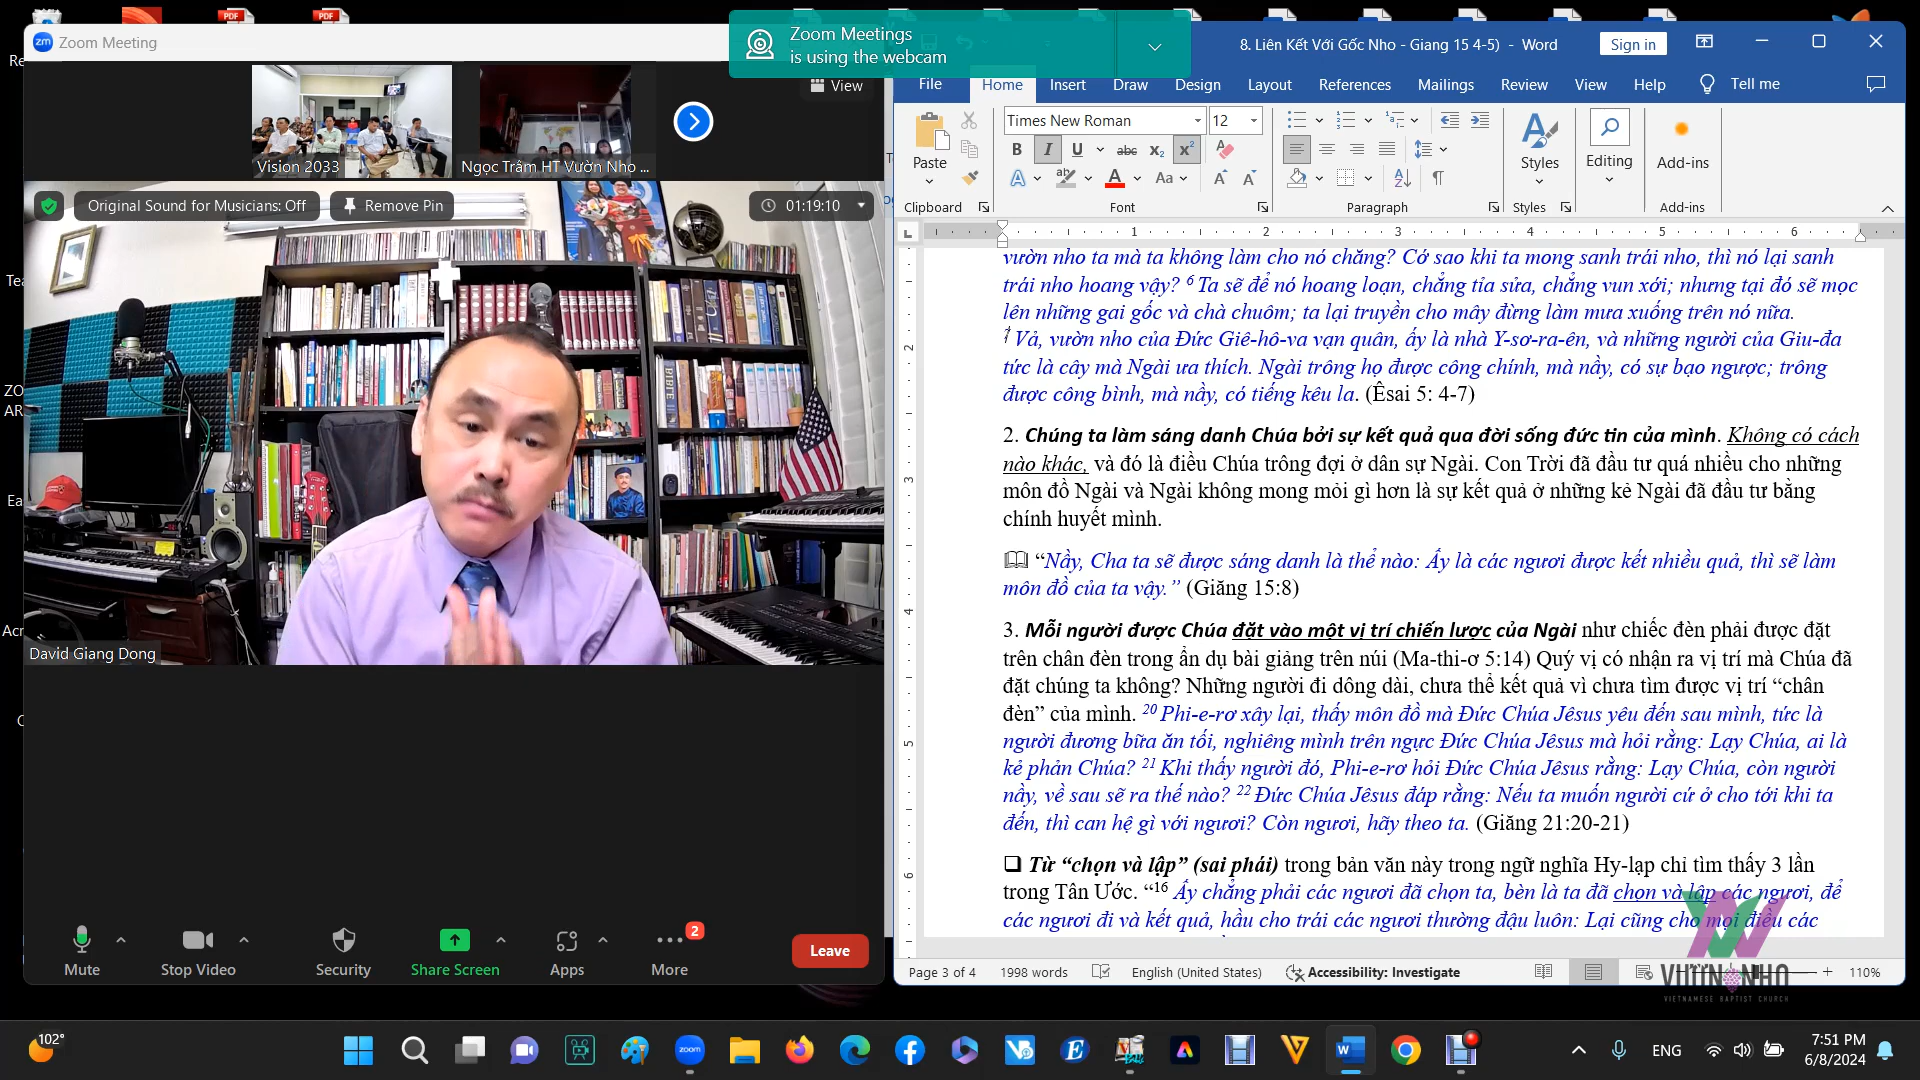 Zoom Meeting
Zoom Meetings
is using the webcam
View
Vision 2033
Ngọc Trâm HT Vườn Nho ...
Original Sound for Musicians: Off
Remove Pin
01:19:10
David Giang Dong
Mute
Stop Video
Security
Share Screen
Apps
2
More
Leave
8. Liên Kết Với Gốc Nho - Giang 15 4-5) - Word
Sign in
File Home Insert Draw Design Layout References Mailings Review View Help Tell me
Times New Roman 12
Paste
Styles
Editing
Add-ins
Clipboard Font Paragraph Styles Add-ins
vườn nho ta mà ta không làm cho nó chăng? Cớ sao khi ta mong sanh trái nho, thì nó lại sanh
trái nho hoang vậy? 6 Ta sẽ để nó hoang loạn, chẳng tỉa sửa, chẳng vun xới; nhưng tại đó sẽ mọc
lên những gai gốc và chà chuôm; ta lại truyền cho mây đừng làm mưa xuống trên nó nữa.
7 Vả, vườn nho của Đức Giê-hô-va vạn quân, ấy là nhà Y-sơ-ra-ên, và những người của Giu-đa
tức là cây mà Ngài ưa thích. Ngài trông họ được công chính, mà nầy, có sự bạo ngược; trông
được công bình, mà nầy, có tiếng kêu la. (Êsai 5: 4-7)
2. Chúng ta làm sáng danh Chúa bởi sự kết quả qua đời sống đức tin của mình. Không có cách
nào khác, và đó là điều Chúa trông đợi ở dân sự Ngài. Con Trời đã đầu tư quá nhiều cho những
môn đồ Ngài và Ngài không mong mỏi gì hơn là sự kết quả ở những kẻ Ngài đã đầu tư bằng
chính huyết mình.
“Nầy, Cha ta sẽ được sáng danh là thể nào: Ấy là các ngươi được kết nhiều quả, thì sẽ làm
môn đồ của ta vậy.” (Giăng 15:8)
3. Mỗi người được Chúa đặt vào một vị trí chiến lược của Ngài như chiếc đèn phải được đặt
trên chân đèn trong ẩn dụ bài giảng trên núi (Ma-thi-ơ 5:14) Quý vị có nhận ra vị trí mà Chúa đã
đặt chúng ta không? Những người đi dông dài, chưa thể kết quả vì chưa tìm được vị trí “chân
đèn” của mình. 20 Phi-e-rơ xây lại, thấy môn đồ mà Đức Chúa Jêsus yêu đến sau mình, tức là
người đương bữa ăn tối, nghiêng mình trên ngực Đức Chúa Jêsus mà hỏi rằng: Lạy Chúa, ai là
kẻ phản Chúa? 21 Khi thấy người đó, Phi-e-rơ hỏi Đức Chúa Jêsus rằng: Lạy Chúa, còn người
nầy, về sau sẽ ra thế nào? 22 Đức Chúa Jêsus đáp rằng: Nếu ta muốn người cứ ở cho tới khi ta
đến, thì can hệ gì với ngươi? Còn ngươi, hãy theo ta. (Giăng 21:20-21)
❑ Từ “chọn và lập” (sai phái) trong bản văn này trong ngữ nghĩa Hy-lạp chỉ tìm thấy 3 lần
trong Tân Ước. “16 Ấy chẳng phải các ngươi đã chọn ta, bèn là ta đã chọn và lập các ngươi, để
các ngươi đi và kết quả, hầu cho trái các ngươi thường đậu luôn: Lại cũng cho mọi điều các
Page 3 of 4 1998 words English (United States) Accessibility: Investigate 110%
VIETNAMESE BAPTIST CHURCH
102°
ENG
7:51 PM
6/8/2024